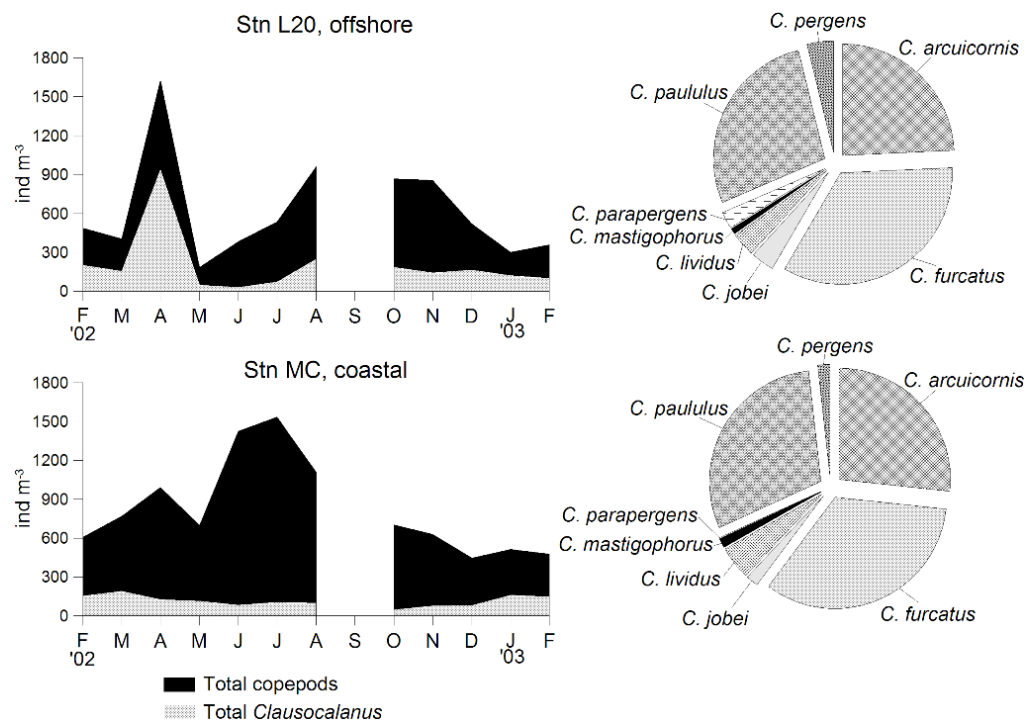 Stn L20, offshore
1800
1500
1200
900
600
300
0
ind m-3
F M A M J J A S O N D J F
'02 '03
C. pergens
C. arcuicornis
C. paululus
C. parapergens
C. mastigophorus
C. lividus
C. jobei
C. furcatus
Stn MC, coastal
1800
1500
1200
900
600
300
0
ind m-3
F M A M J J A S O N D J F
'02 '03
C. pergens
C. arcuicornis
C. paululus
C. parapergens
C. mastigophorus
C. lividus
C. jobei
C. furcatus
Total copepods
Total Clausocalanus